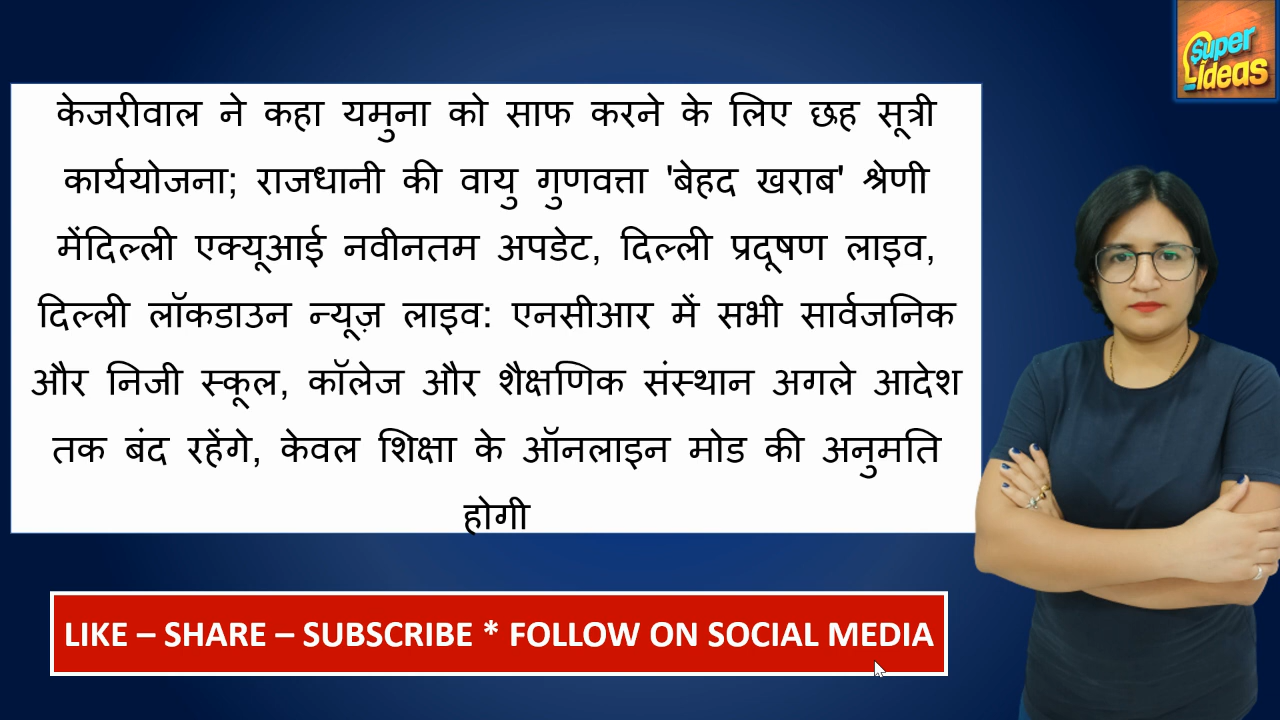 Super
Ideas
केजरीवाल ने कहा यमुना को साफ करने के लिए छह सूत्री
कार्ययोजना; राजधानी की वायु गुणवत्ता 'बेहद खराब' श्रेणी
मेंदिल्ली एक्यूआई नवीनतम अपडेट, दिल्ली प्रदूषण लाइव,
दिल्ली लॉकडाउन न्यूज़ लाइव: एनसीआर में सभी सार्वजनिक
और निजी स्कूल, कॉलेज और शैक्षणिक संस्थान अगले आदेश
तक बंद रहेंगे, केवल शिक्षा के ऑनलाइन मोड की अनुमति
होगी
LIKE – SHARE – SUBSCRIBE * FOLLOW ON SOCIAL MEDIA